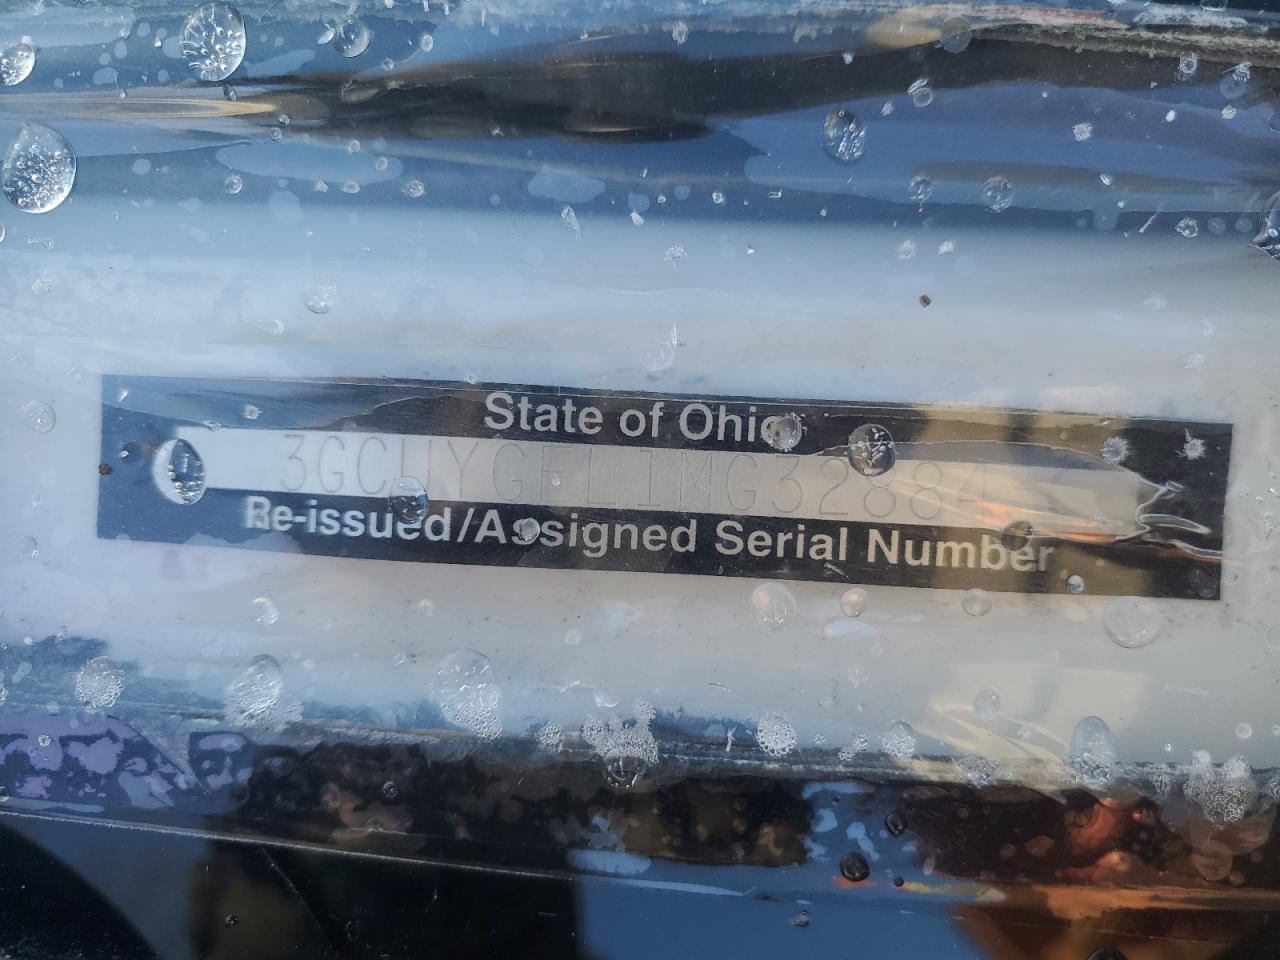 State of Ohio
3GCUYGEL1MG32884
Re-issued/Assigned Serial Number